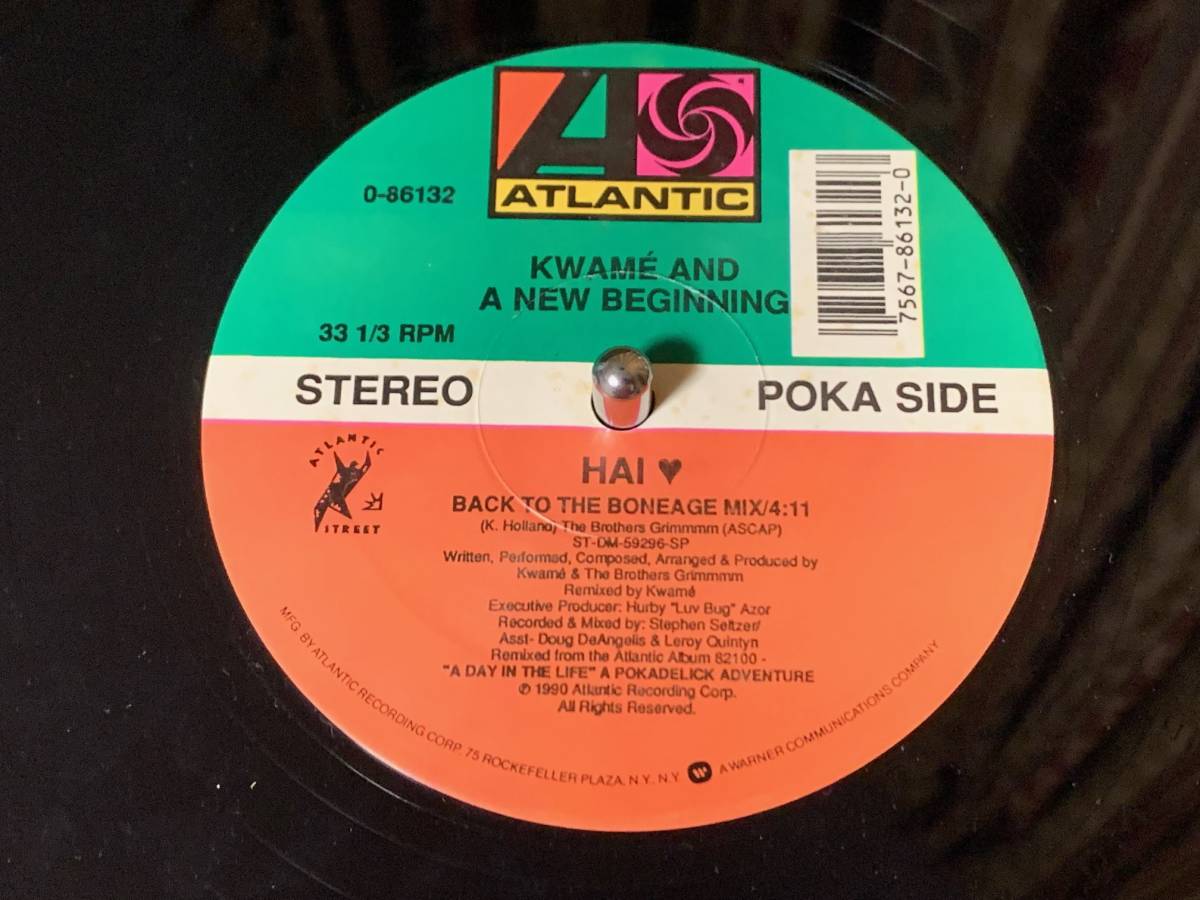 ATLANTIC
0-86132
7567-86132-0
KWAMÉ AND
A NEW BEGINNING
33 1/3 RPM
STEREO
POKA SIDE
ATLANTIC
STREET
HAI ♥
BACK TO THE BONEAGE MIX/4:11
(K. Holland) The Brothers Grimmmm (ASCAP)
ST-DM-59296-SP
Written, Performed, Composed, Arranged & Produced by
Kwamé & The Brothers Grimmmm
Remixed by Kwamé
Executive Producer: Hurby "Luv Bug" Azor
Recorded & Mixed by: Stephen Seltzer/
Asst- Doug DeAngelis & Leroy Quintyn
Remixed from the Atlantic Album 82100 -
"A DAY IN THE LIFE" A POKADELICK ADVENTURE
℗ 1990 Atlantic Recording Corp.
All Rights Reserved.
MFG. BY ATLANTIC RECORDING CORP. 75 ROCKEFELLER PLAZA, N.Y. N.Y. A WARNER COMMUNICATIONS COMPANY